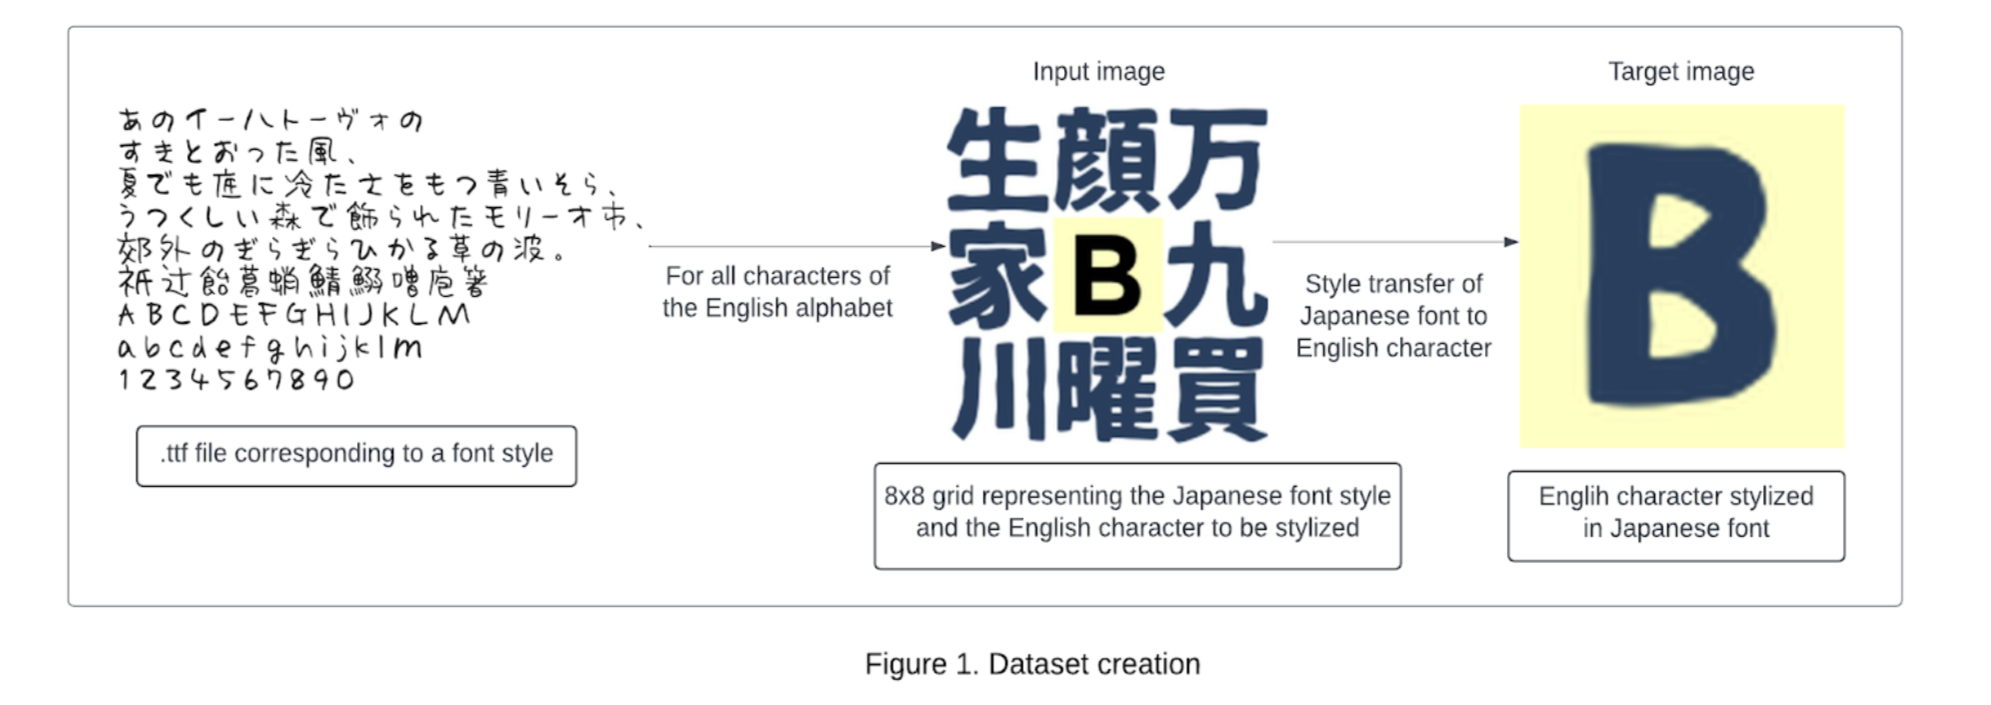 あのイーハトーヴォの
すきとおった風、
夏でも底に冷たさをもつ青いそら、
うつくしい森で飾られたモリーオ市、
郊外のぎらぎらひかる草の波。
祇辻飴葛蛸鯖鰯噌庖箸
ABCDEFGHIJKLM
abcdefghijklm
1234567890
.ttf file corresponding to a font style
For all characters of
the English alphabet
Input image
生顔万
家B九
川曜買
8x8 grid representing the Japanese font style
and the English character to be stylized
Style transfer of
Japanese font to
English character
Target image
B
Englih character stylized
in Japanese font
Figure 1. Dataset creation